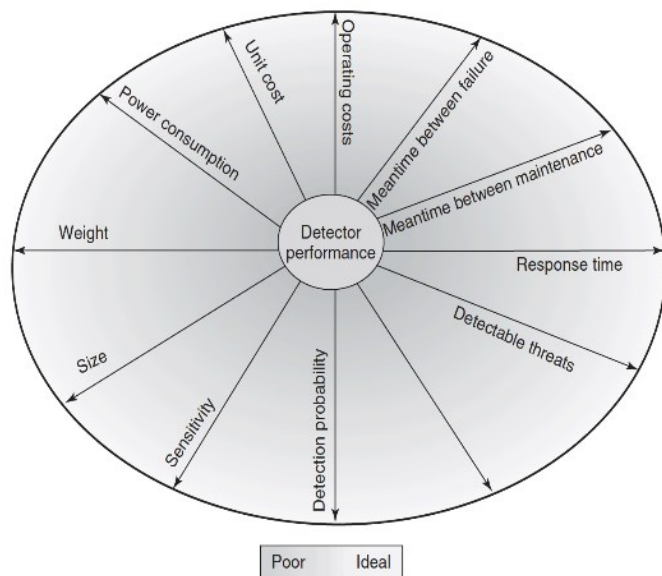 Operating costs
Unit cost
Meantime between failure
Power consumption
Meantime between maintenance
Weight
Detector
performance
Response time
Detectable threats
Size
Sensitivity
Detection probability
Poor Ideal